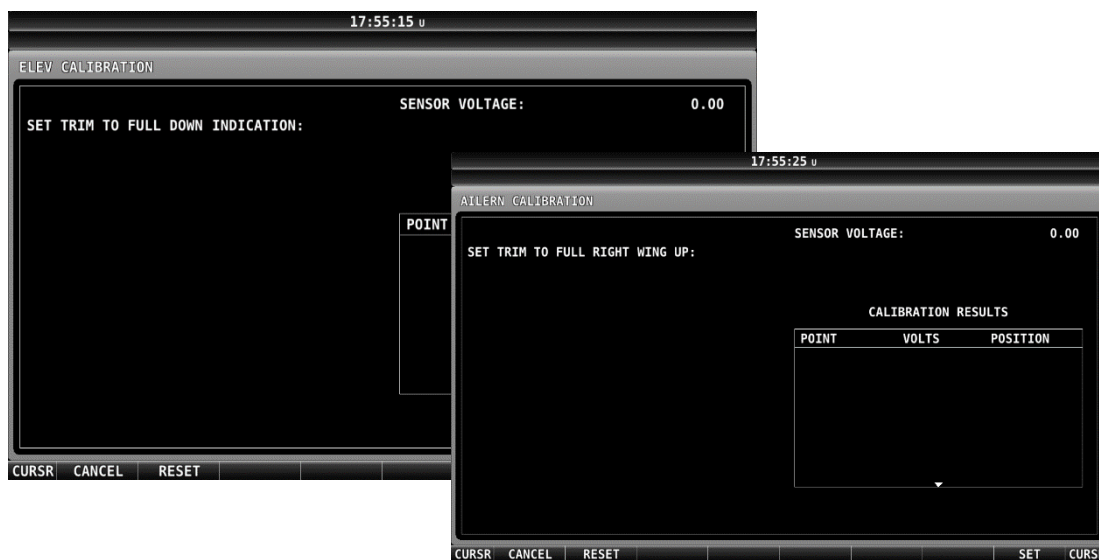 17:55:15 U
ELEV CALIBRATION
SENSOR VOLTAGE: 0.00
SET TRIM TO FULL DOWN INDICATION:
POINT
CURSR CANCEL RESET
17:55:25 U
AILERN CALIBRATION
SENSOR VOLTAGE: 0.00
SET TRIM TO FULL RIGHT WING UP:
CALIBRATION RESULTS
POINT VOLTS POSITION
CURSR CANCEL RESET SET CURS